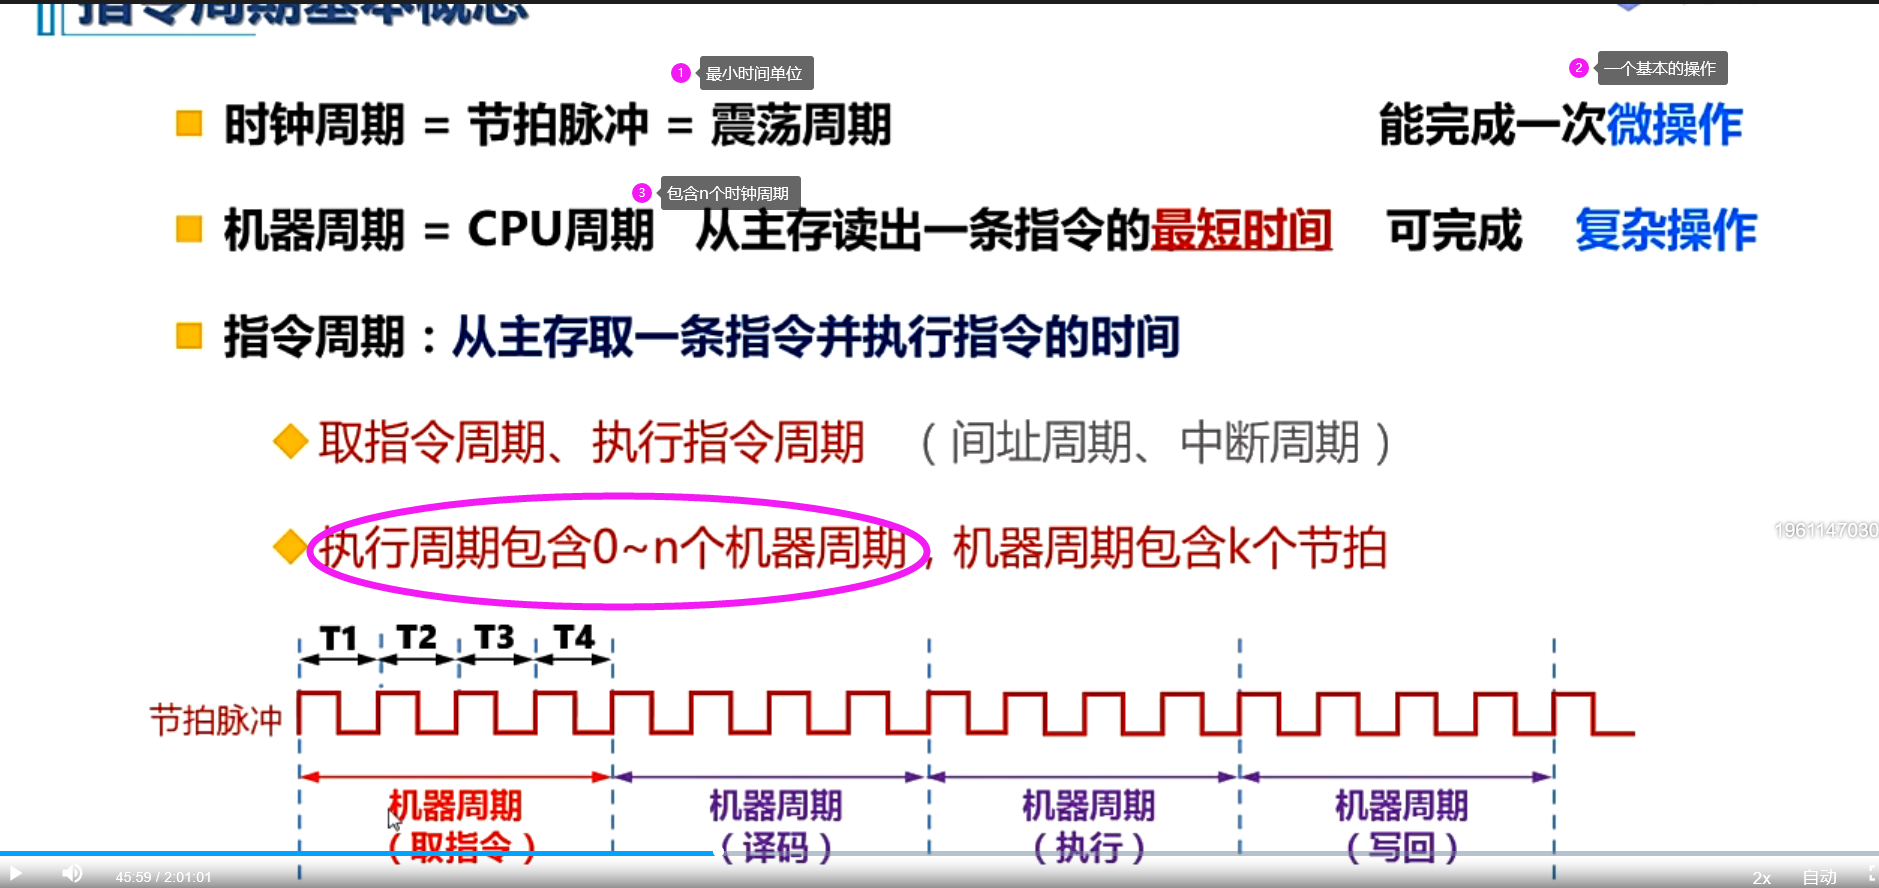 指令周期基本概念
1 最小时间单位
2 一个基本的操作
时钟周期 = 节拍脉冲 = 震荡周期 能完成一次微操作
3 包含n个时钟周期
机器周期 = CPU周期 从主存读出一条指令的最短时间 可完成 复杂操作
指令周期：从主存取一条指令并执行指令的时间
取指令周期、执行指令周期 （间址周期、中断周期）
执行周期包含0~n个机器周期，机器周期包含k个节拍
1961147030
T1 T2 T3 T4
节拍脉冲
机器周期 机器周期 机器周期 机器周期
（取指令） （译码） （执行） （写回）
45:59 / 2:01:01 2x 自动